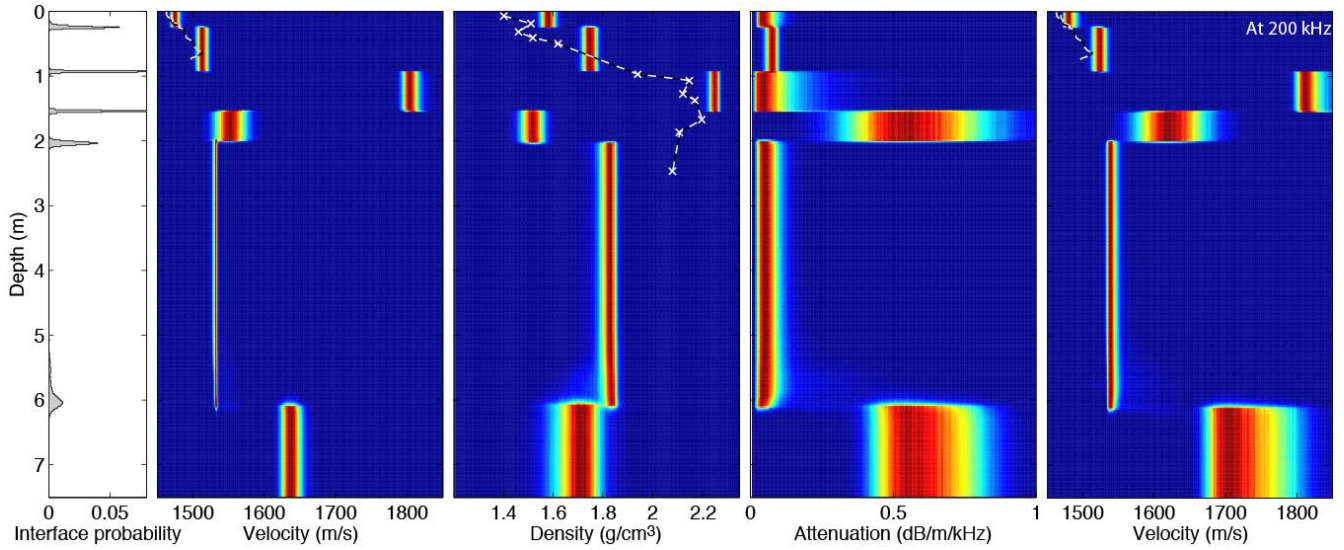 At 200 kHz
0
1
2
3
4
5
6
7
Depth (m)
0 0.05 1500 1600 1700 1800 1.4 1.6 1.8 2 2.2 0 0.5 1 1500 1600 1700 1800
Interface probability Velocity (m/s) Density (g/cm³) Attenuation (dB/m/kHz) Velocity (m/s)